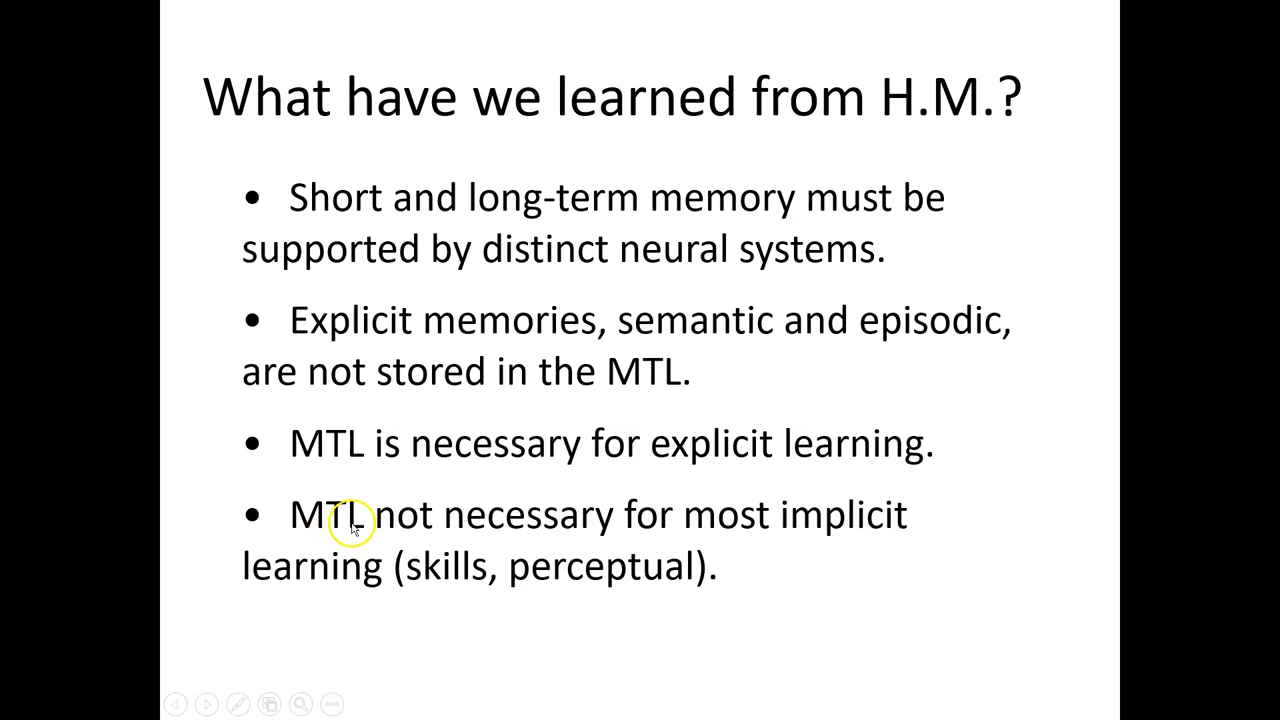 What have we learned from H.M.?
• Short and long-term memory must be
supported by distinct neural systems.
• Explicit memories, semantic and episodic,
are not stored in the MTL.
• MTL is necessary for explicit learning.
• MTL not necessary for most implicit
learning (skills, perceptual).